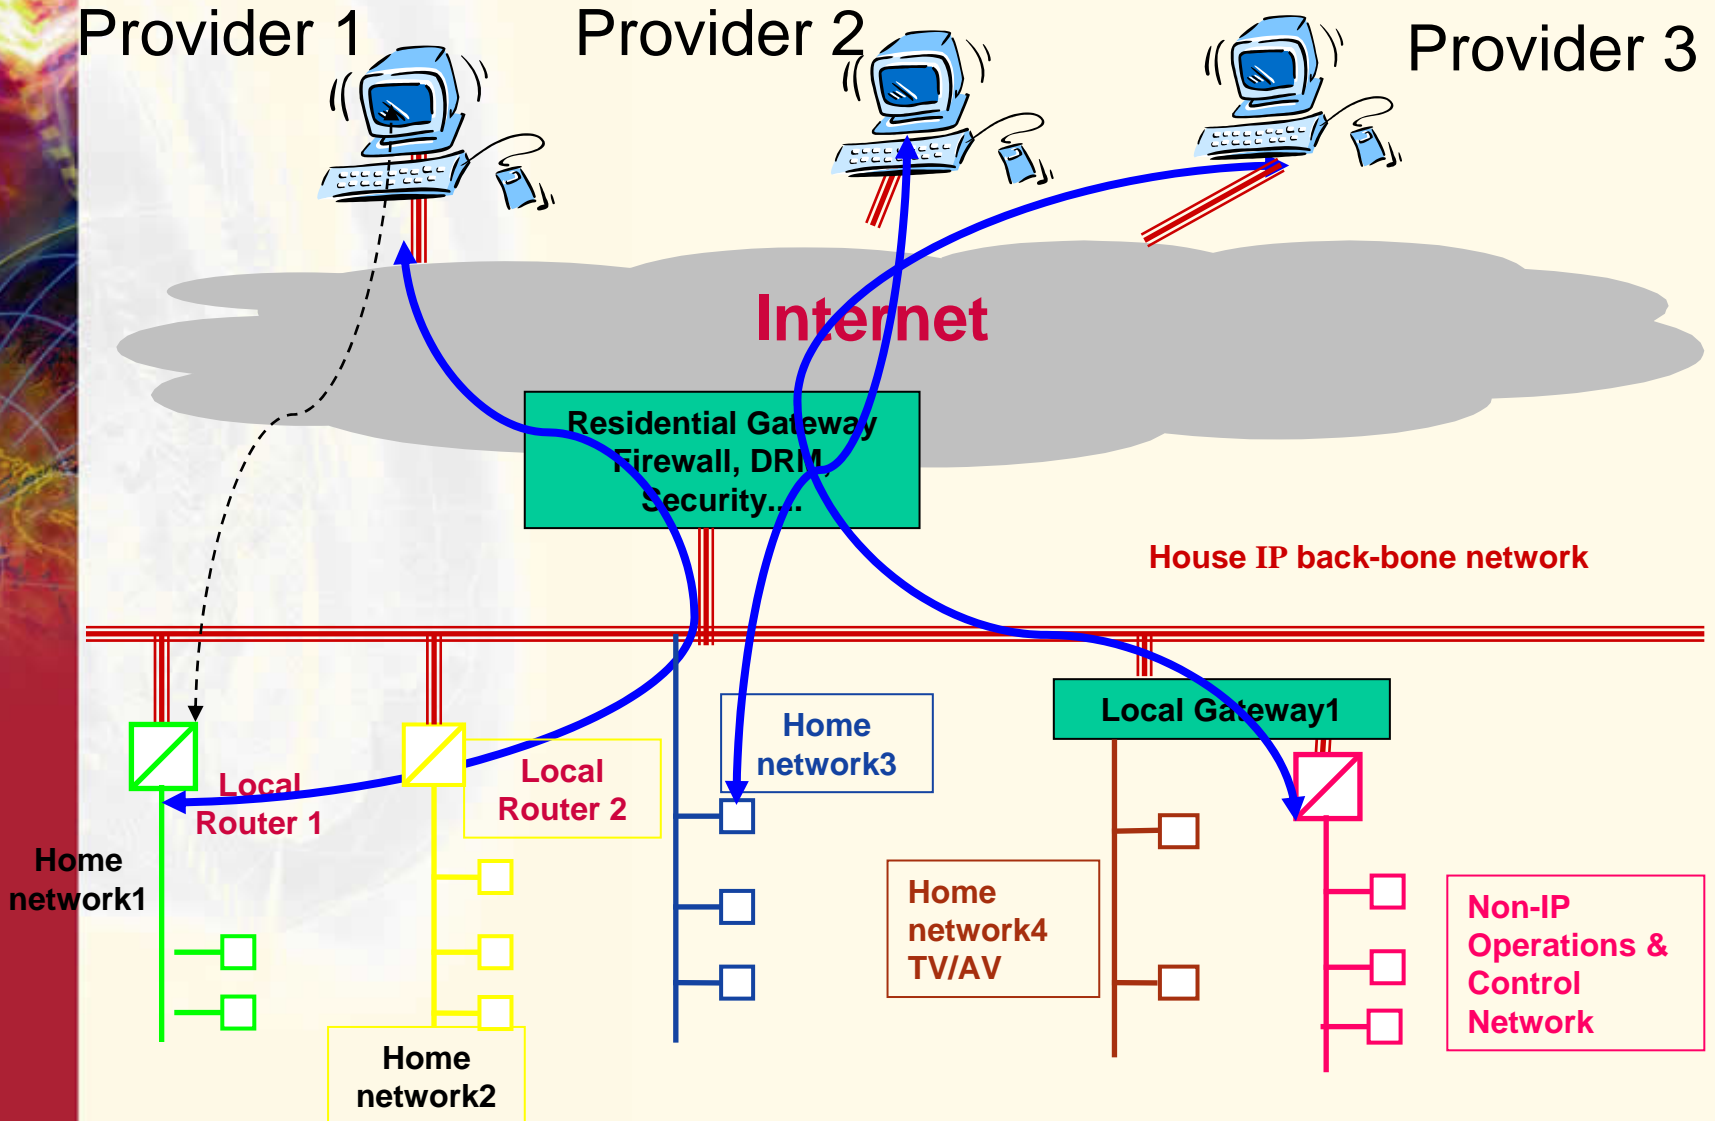 Provider 1
Provider 2
Provider 3
Internet
Residential Gateway
Firewall, DRM,
Security....
House IP back-bone network
Local Gateway1
Home
network3
Local
Router 2
Local
Router 1
Home
network1
Home
network4
TV/AV
Non-IP
Operations &
Control
Network
Home
network2